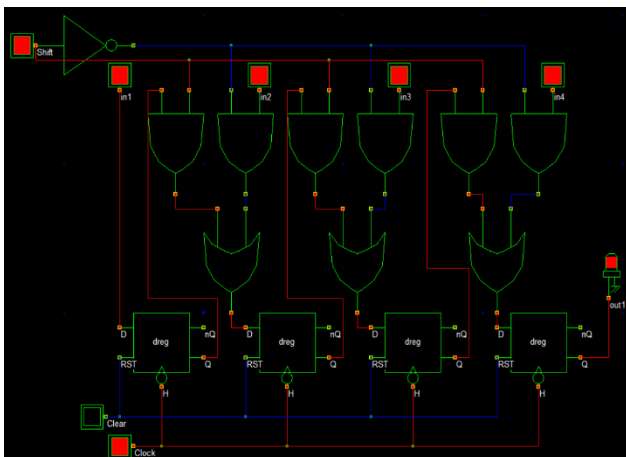 Shift
in1
in2
in3
in4
out1
D
dreg
nQ
D
dreg
nQ
D
dreg
nQ
D
dreg
nQ
RST
Q
RST
Q
RST
Q
RST
Q
H
H
H
H
Clear
Clock